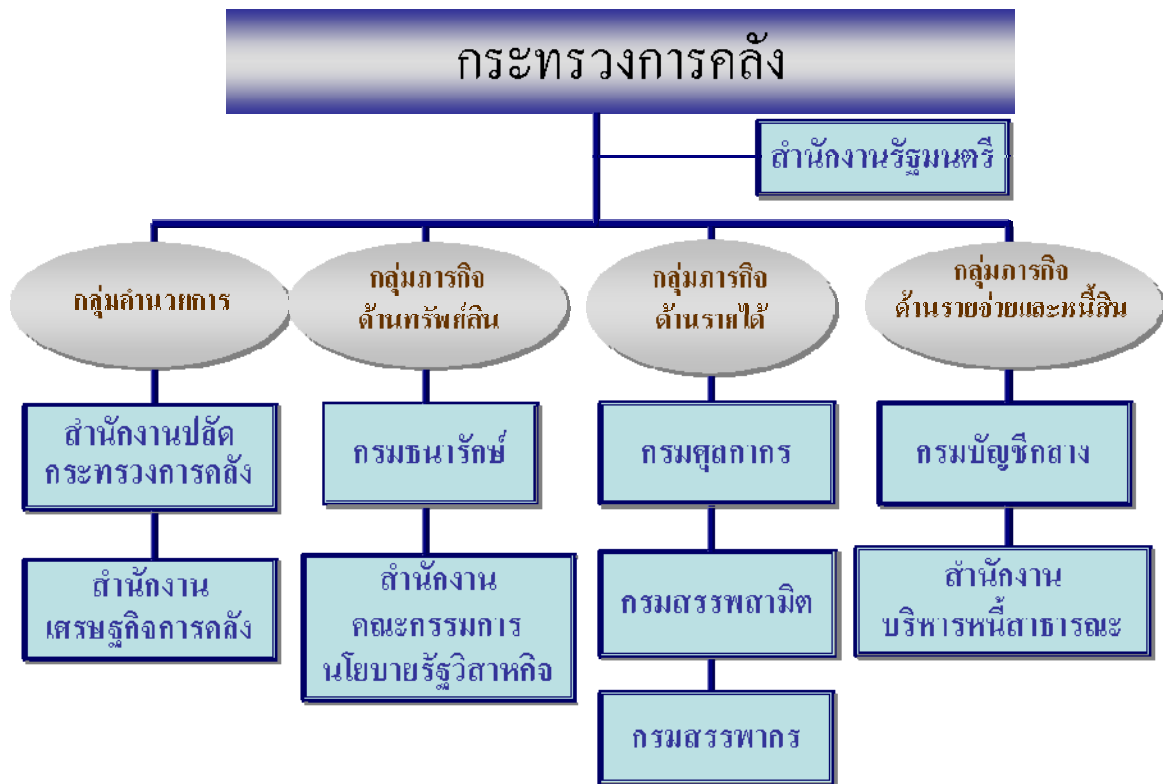 กระทรวงการคลัง
สำนักงานรัฐมนตรี
กลุ่มอำนวยการ
กลุ่มภารกิจ
ด้านทรัพย์สิน
กลุ่มภารกิจ
ด้านรายได้
กลุ่มภารกิจ
ด้านรายจ่ายและหนี้สิน
สำนักงานปลัด
กระทรวงการคลัง
กรมธนารักษ์
กรมศุลกากร
กรมบัญชีกลาง
สำนักงาน
เศรษฐกิจการคลัง
สำนักงาน
คณะกรรมการ
นโยบายรัฐวิสาหกิจ
กรมสรรพสามิต
สำนักงาน
บริหารหนี้สาธารณะ
กรมสรรพากร